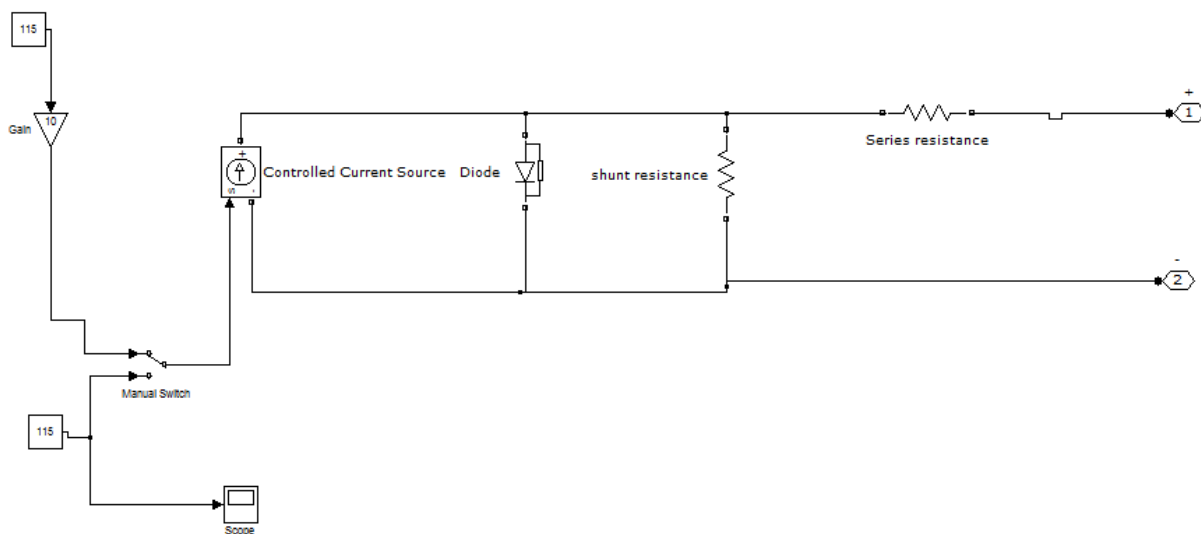 115
10
Gain
+
1
Series resistance
+
S
-
Controlled Current Source
Diode
shunt resistance
-
2
Manual Switch
115
Scope